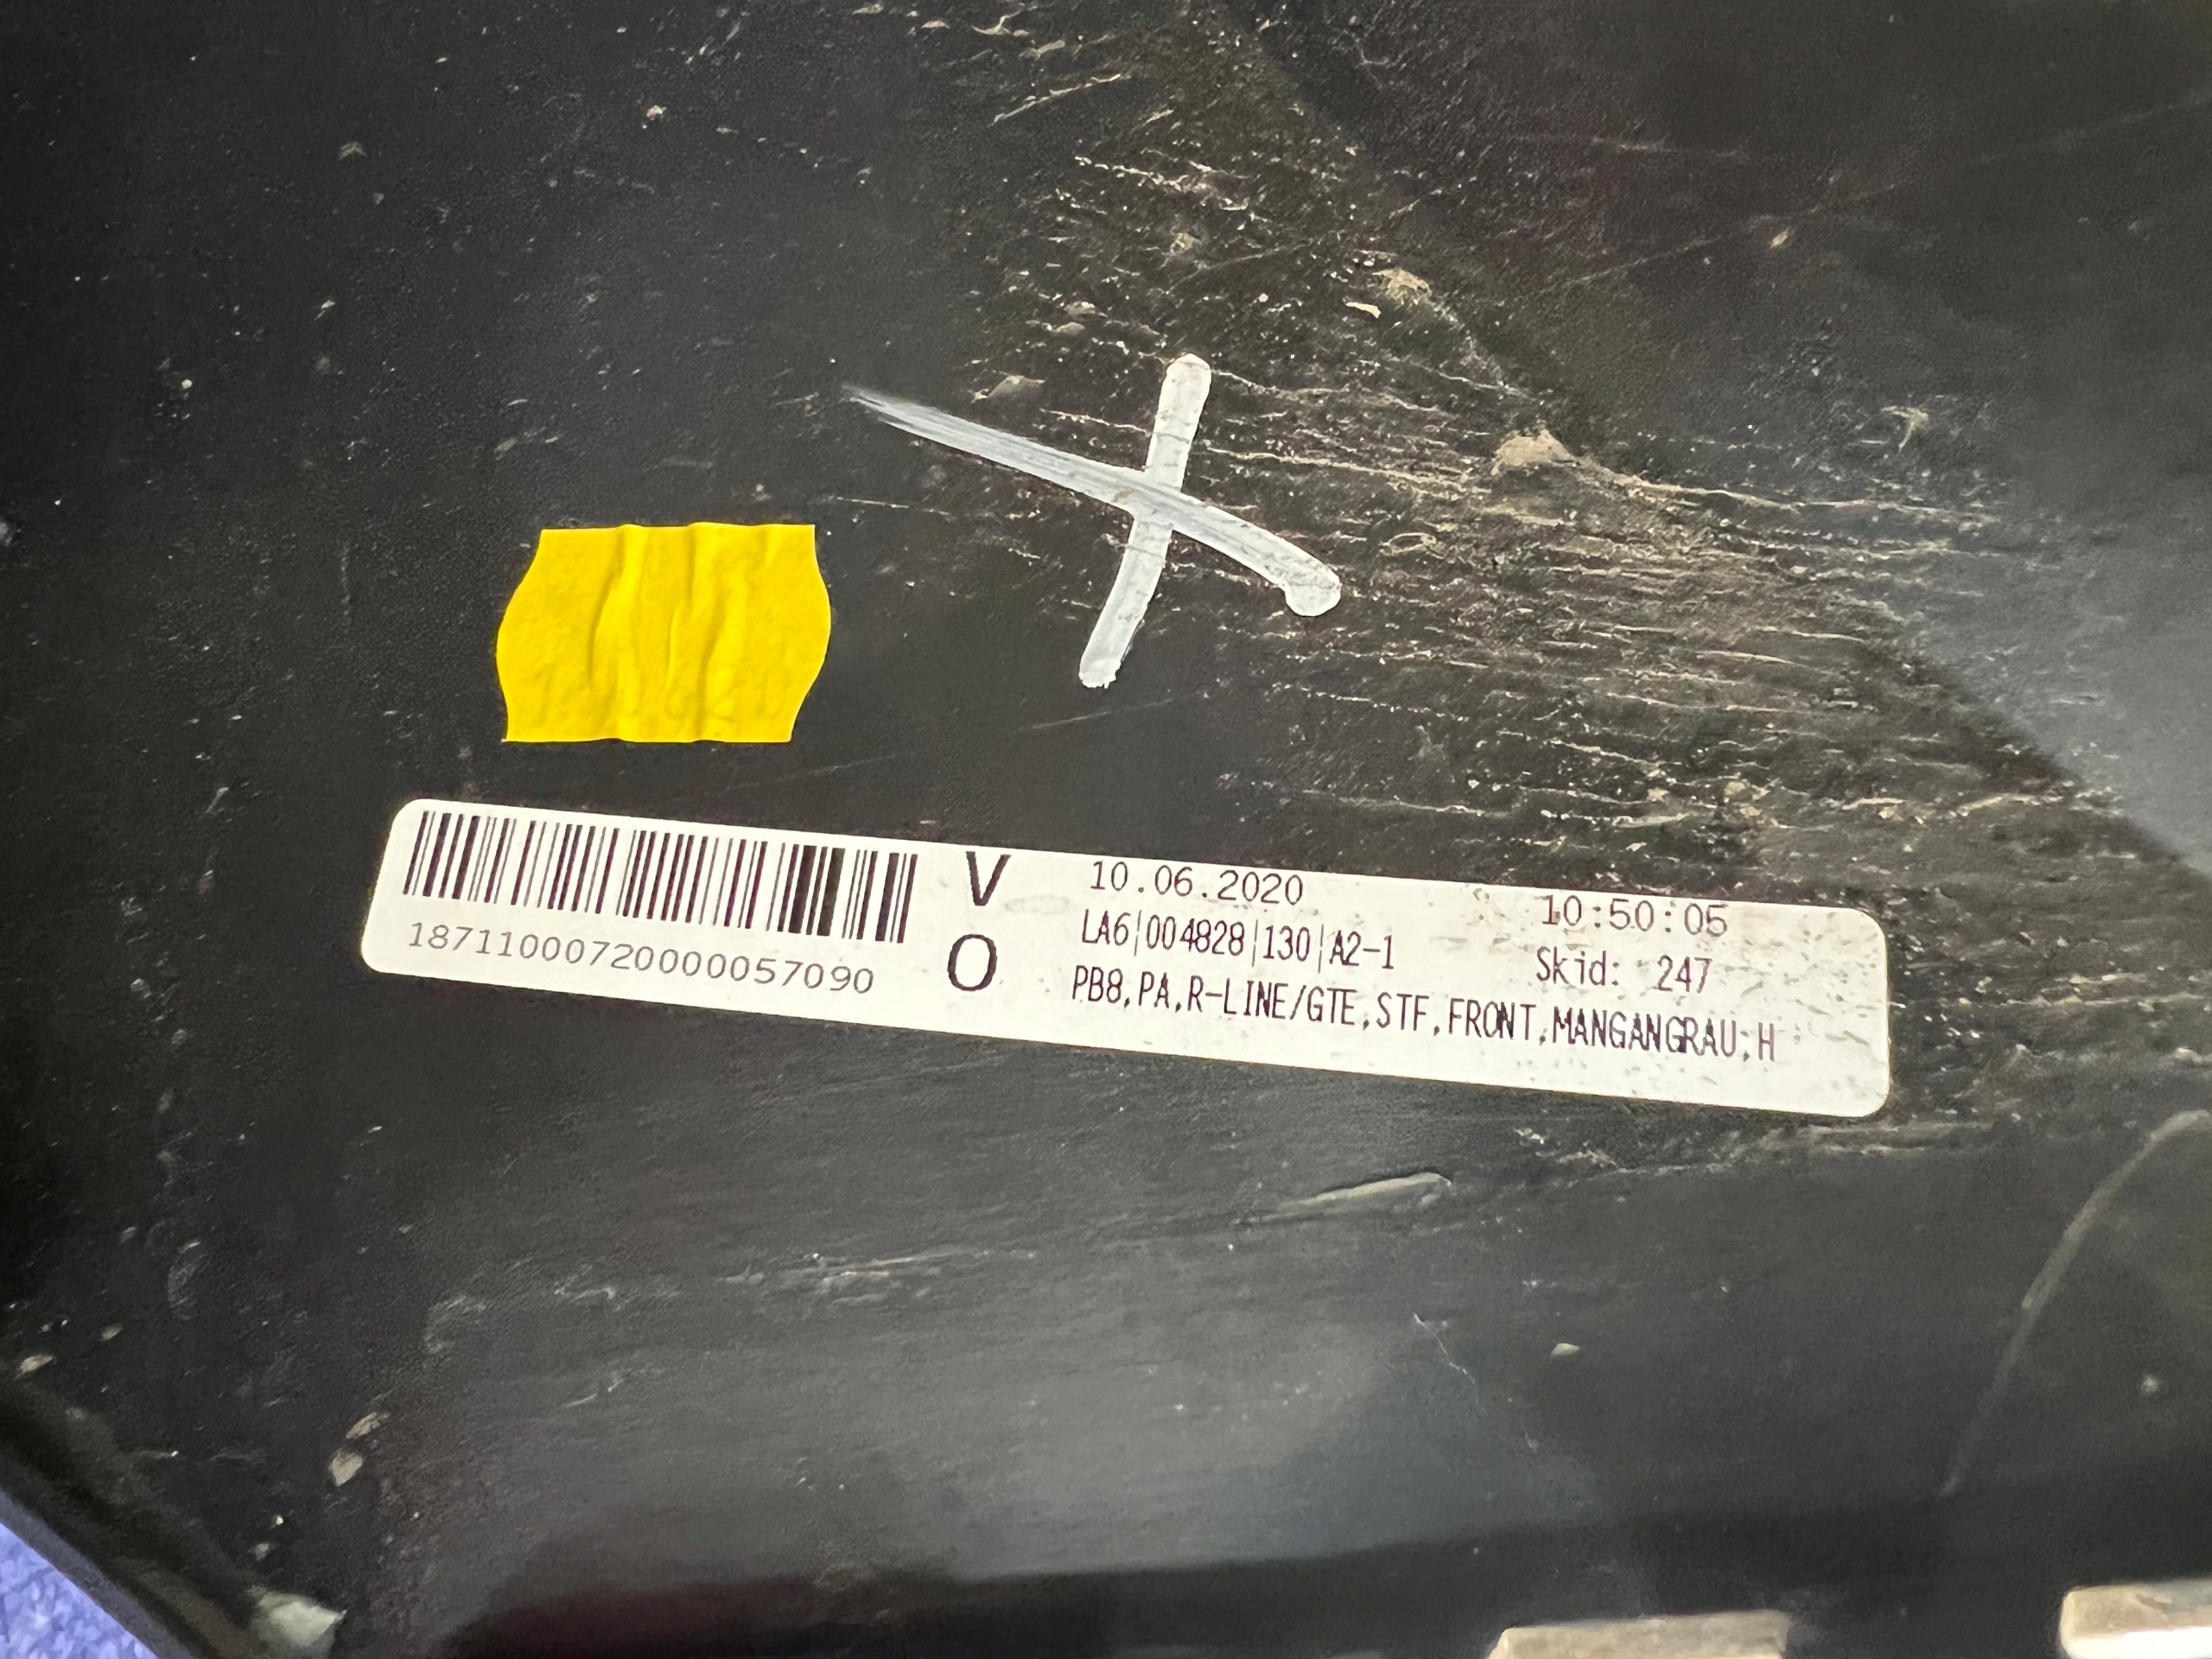 18711000720000057090
V
O
10.06.2020 10:50:05
LA6|004828|130|A2-1 Skid: 247
PB8,PA,R-LINE/GTE,STF,FRONT,MANGANGRAU,H